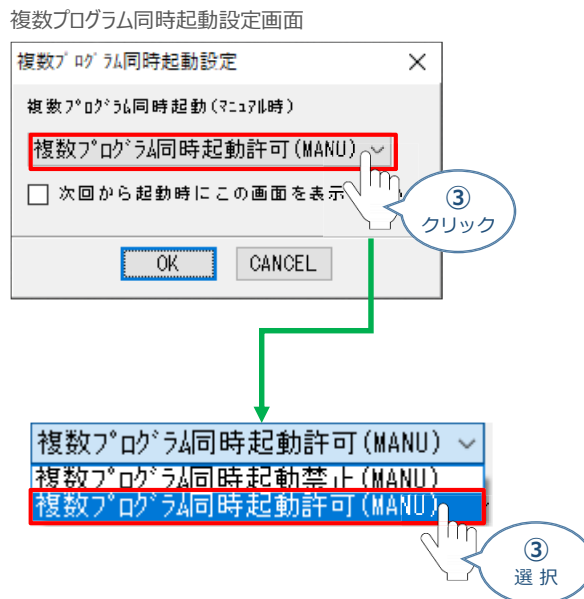 複数プログラム同時起動設定画面
複数ﾌﾟﾛｸﾞﾗﾑ同時起動設定
複数ﾌﾟﾛｸﾞﾗﾑ同時起動(ﾏﾆｭｱﾙ時)
複数ﾌﾟﾛｸﾞﾗﾑ同時起動許可(MANU)
次回から起動時にこの画面を表示
③
クリック
OK CANCEL
複数ﾌﾟﾛｸﾞﾗﾑ同時起動許可(MANU)
複数ﾌﾟﾛｸﾞﾗﾑ同時起動禁止(MANU)
複数ﾌﾟﾛｸﾞﾗﾑ同時起動許可(MANU)
③
選 択